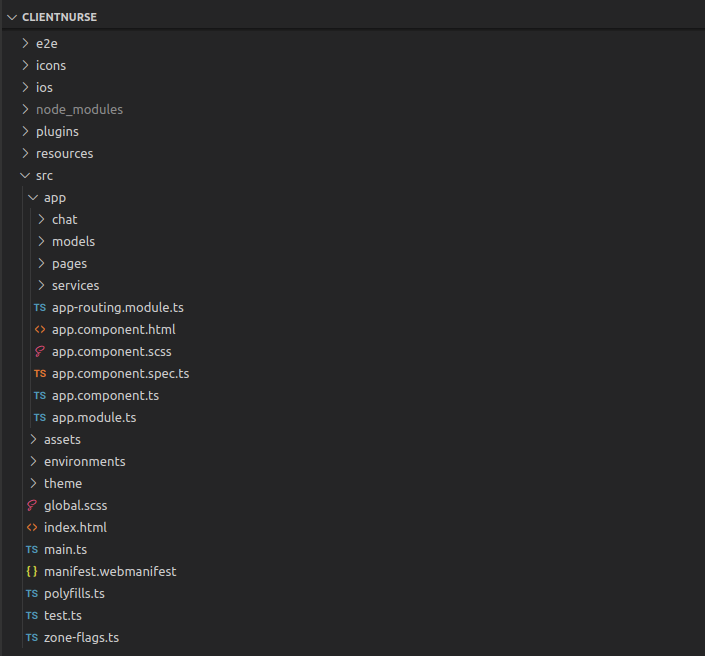 CLIENTNURSE
e2e
icons
ios
node_modules
plugins
resources
src
app
chat
models
pages
services
TS app-routing.module.ts
<> app.component.html
app.component.scss
TS app.component.spec.ts
TS app.component.ts
TS app.module.ts
assets
environments
theme
global.scss
<> index.html
TS main.ts
{} manifest.webmanifest
TS polyfills.ts
TS test.ts
TS zone-flags.ts